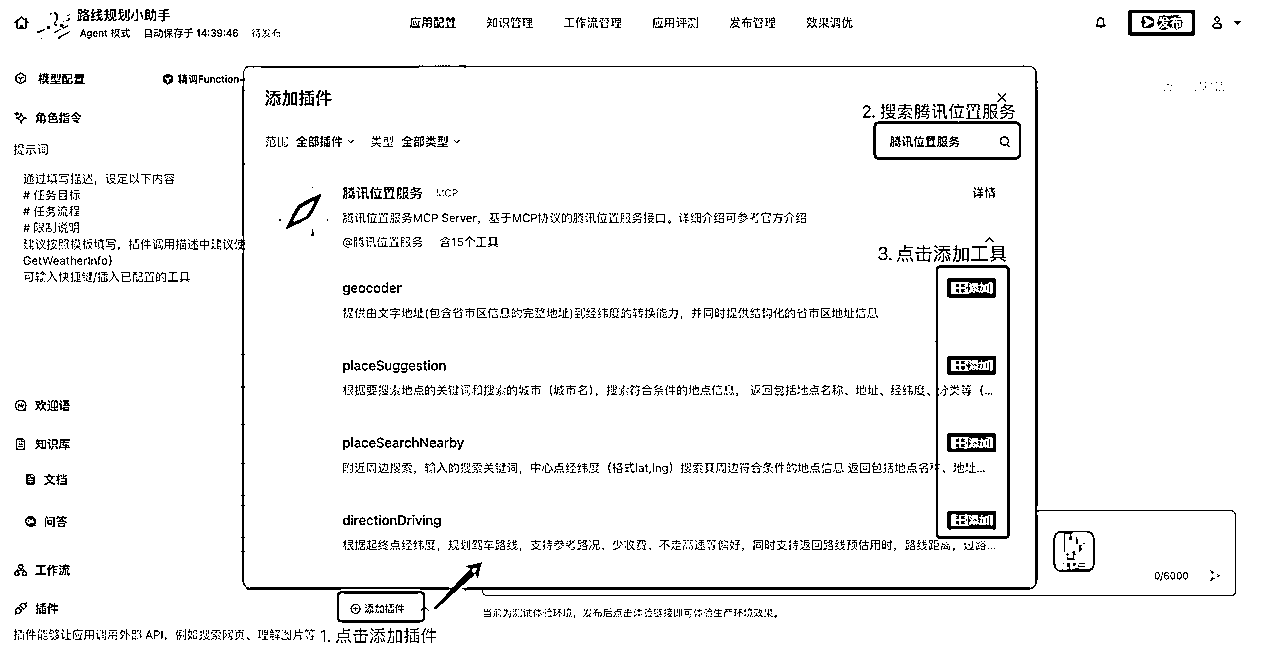 路线规划小助手
Agent 模式 自动保存于 14:39:46 待发布
应用配置 知识管理 工作流管理 应用评测 发布管理 效果调优
发布
模型配置
精调Function
角色指令
提示词
通过填写描述，设定以下内容
# 任务目标
# 任务流程
# 限制说明
建议按照模板填写，插件调用描述中建议使
GetWeatherInfo)
可输入快捷键/插入已配置的工具
欢迎语
知识库
文档
问答
工作流
插件
插件能够让应用调用外部 API，例如搜索网页、理解图片等
添加插件
2. 搜索腾讯位置服务
范围 全部插件 类型 全部类型
腾讯位置服务
腾讯位置服务 MCP
详情
腾讯位置服务MCP Server，基于MCP协议的腾讯位置服务接口。详细介绍可参考官方介绍
@腾讯位置服务 含15个工具
3. 点击添加工具
geocoder
添加
提供由文字地址(包含省市区信息的完整地址)到经纬度的转换能力，并同时提供结构化的省市区地址信息
placeSuggestion
添加
根据要搜索地点的关键词和搜索的城市（城市名），搜索符合条件的地点信息， 返回包括地点名称、地址、经纬度、分类等（...
placeSearchNearby
添加
附近周边搜索，输入的搜索关键词，中心点经纬度（格式lat,lng）搜索其周边符合条件的地点信息 返回包括地点名称、地址...
directionDriving
添加
根据起终点经纬度，规划驾车路线，支持参考路况、少收费、不走高速等偏好，同时支持返回路线预估用时，路线距离，过路...
添加插件
1. 点击添加插件
0/6000
当前为测试体验环境，发布后点击体验链接即可体验生产环境效果。